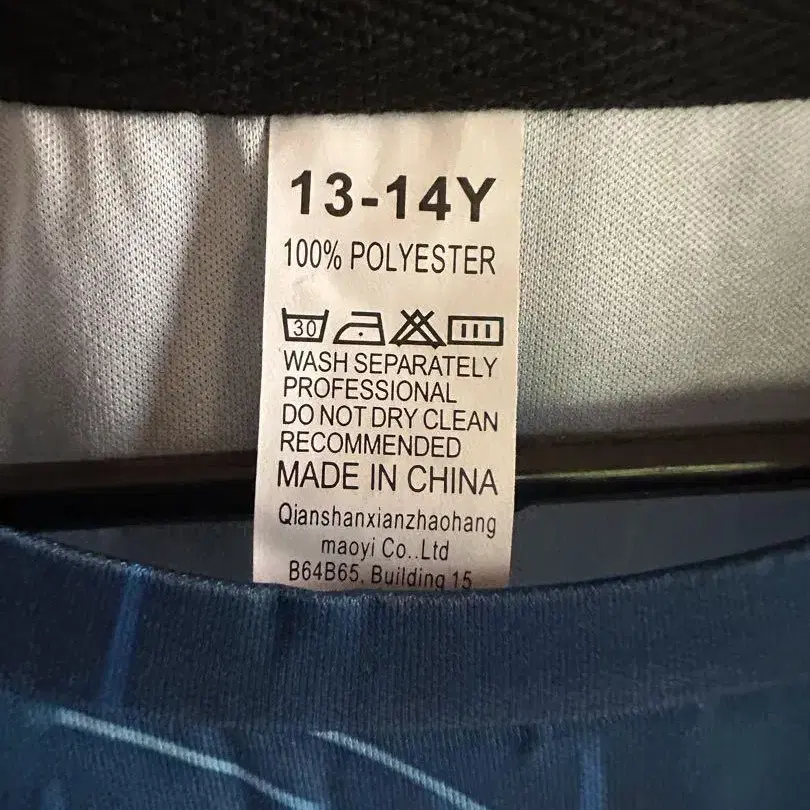 13-14Y
100% POLYESTER
30
WASH SEPARATELY
PROFESSIONAL
DO NOT DRY CLEAN
RECOMMENDED
MADE IN CHINA
Qianshanxianzhaohang
maoyi Co..Ltd
B64B65, Building 15